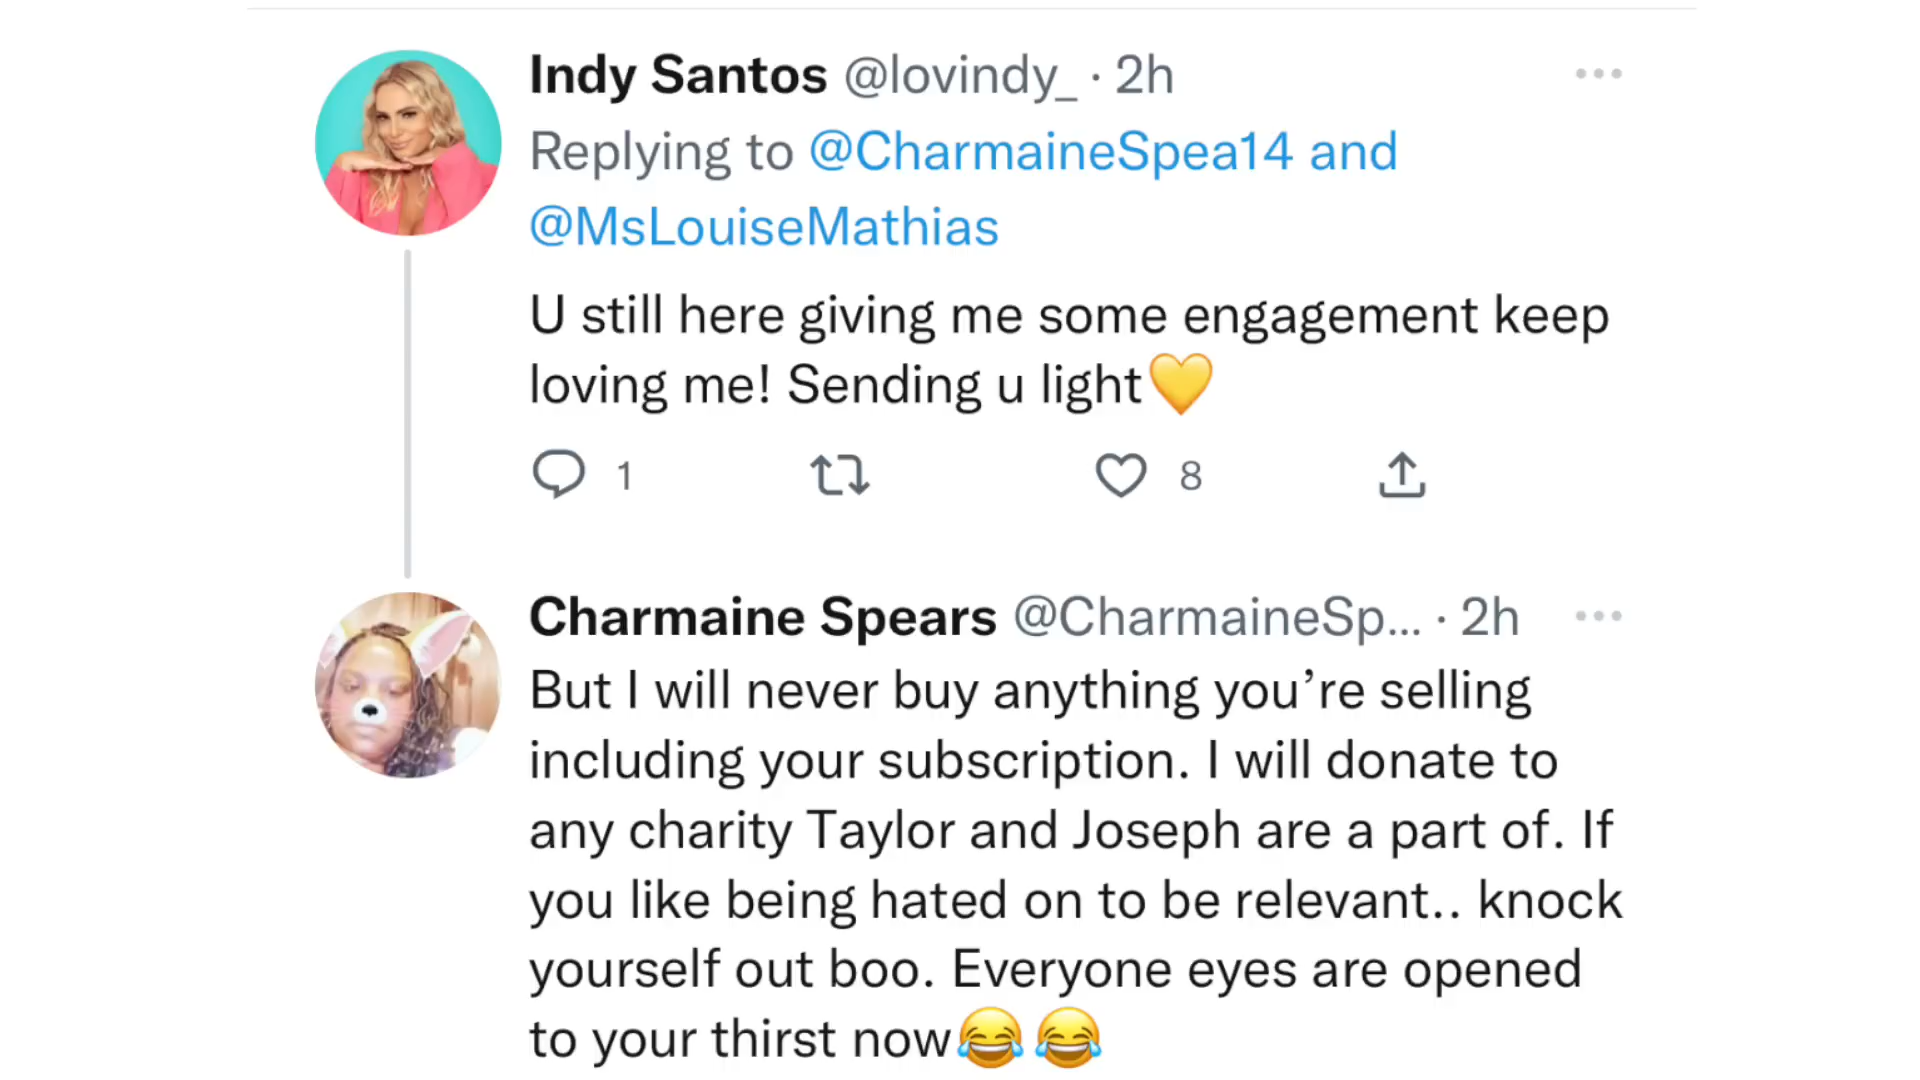 Indy Santos @lovindy_ · 2h
Replying to @CharmaineSpea14 and
@MsLouiseMathias
U still here giving me some engagement keep
loving me! Sending u light💛
1 8
Charmaine Spears @CharmaineSp... · 2h
But I will never buy anything you’re selling
including your subscription. I will donate to
any charity Taylor and Joseph are a part of. If
you like being hated on to be relevant.. knock
yourself out boo. Everyone eyes are opened
to your thirst now😂😂